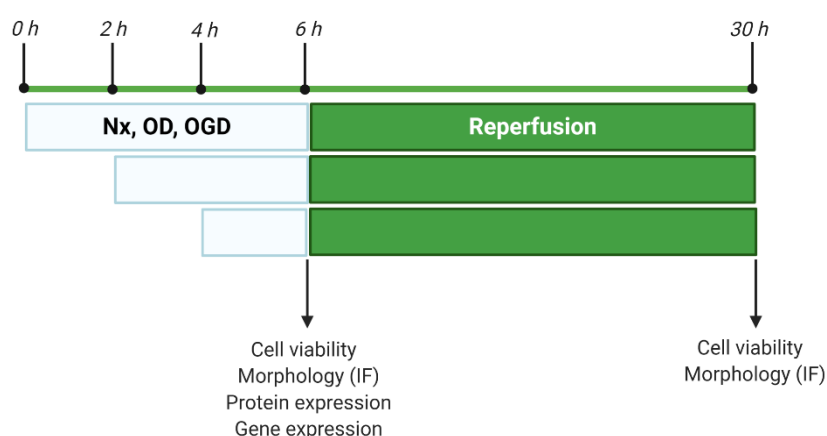 0 h 2 h 4 h 6 h 30 h
Nx, OD, OGD Reperfusion
Cell viability
Morphology (IF)
Protein expression
Gene expression
Cell viability
Morphology (IF)